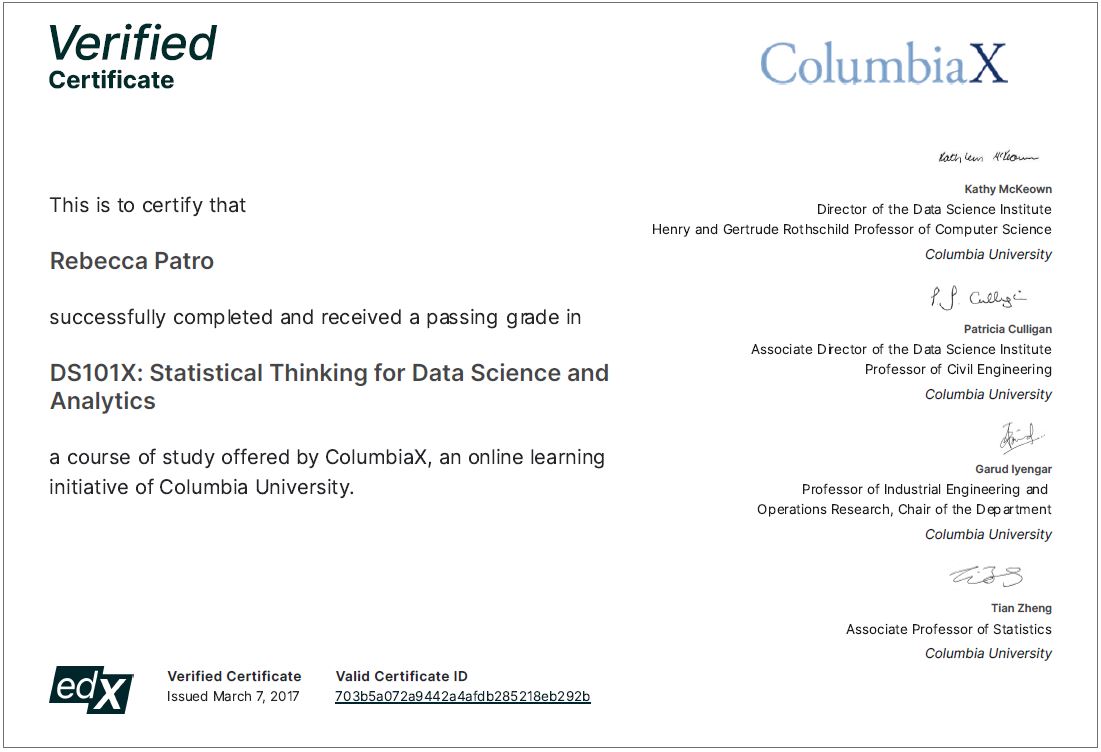 Verified
Certificate
ColumbiaX
This is to certify that
Rebecca Patro
successfully completed and received a passing grade in
DS101X: Statistical Thinking for Data Science and
Analytics
a course of study offered by ColumbiaX, an online learning
initiative of Columbia University.
Kathleen McKeown
Kathy McKeown
Director of the Data Science Institute
Henry and Gertrude Rothschild Professor of Computer Science
Columbia University
P.J. Culligan
Patricia Culligan
Associate Director of the Data Science Institute
Professor of Civil Engineering
Columbia University
Garud Iyengar
Professor of Industrial Engineering and
Operations Research, Chair of the Department
Columbia University
Tian Zheng
Associate Professor of Statistics
Columbia University
edX
Verified Certificate
Issued March 7, 2017
Valid Certificate ID
703b5a072a9442a4afdb285218eb292b